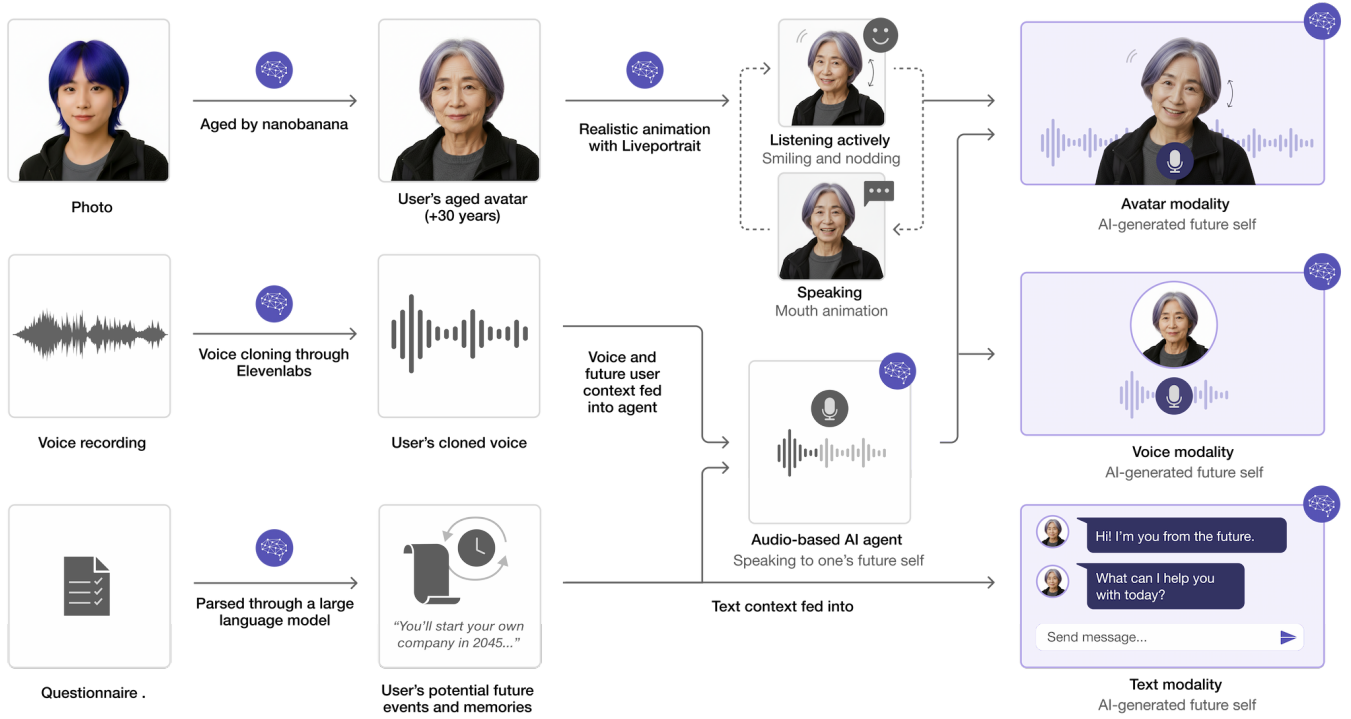 Aged by nanobanana
Photo
User's aged avatar
(+30 years)
Realistic animation
with Liveportrait
Listening actively
Smiling and nodding
Speaking
Mouth animation
Avatar modality
AI-generated future self
Voice cloning through
Elevenlabs
Voice recording
User's cloned voice
Voice and
future user
context fed
into agent
Audio-based AI agent
Speaking to one's future self
Voice modality
AI-generated future self
Parsed through a large
language model
Questionnaire .
“You'll start your own
company in 2045...”
User's potential future
events and memories
Text context fed into
Hi! I'm you from the future.
What can I help you
with today?
Send message...
Text modality
AI-generated future self